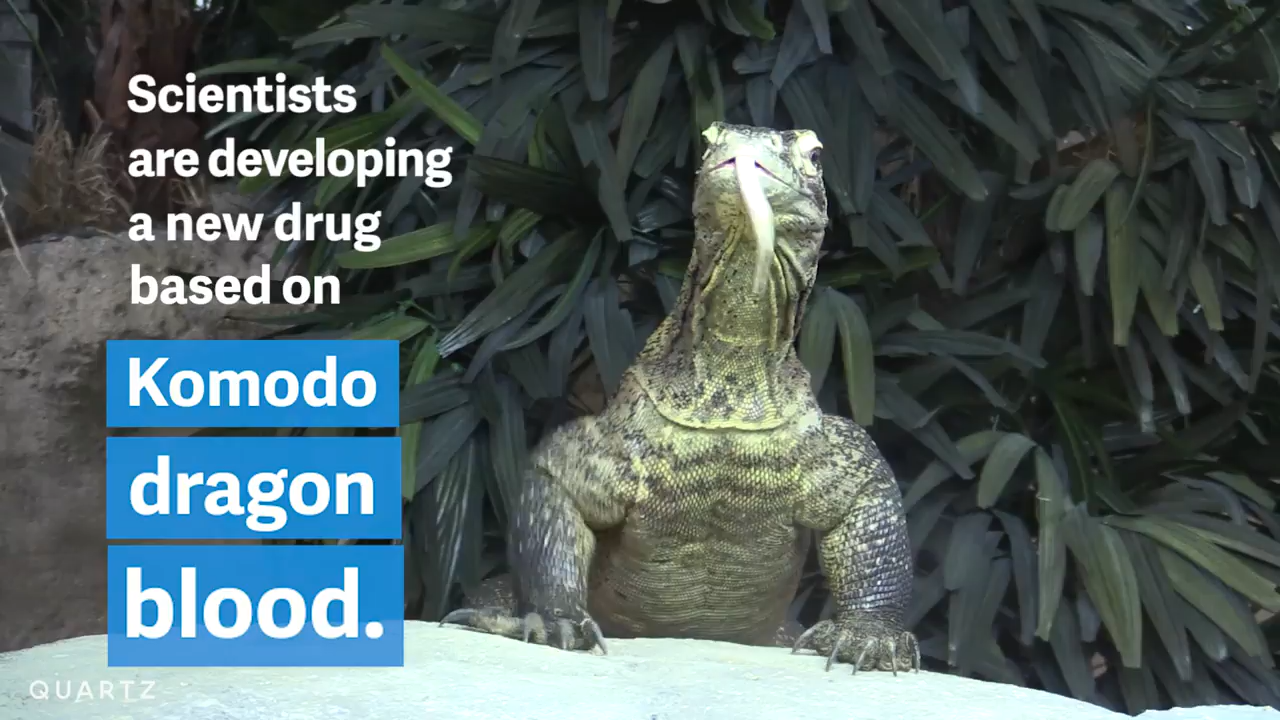 Scientists
are developing
a new drug
based on
Komodo
dragon
blood.
QUARTZ